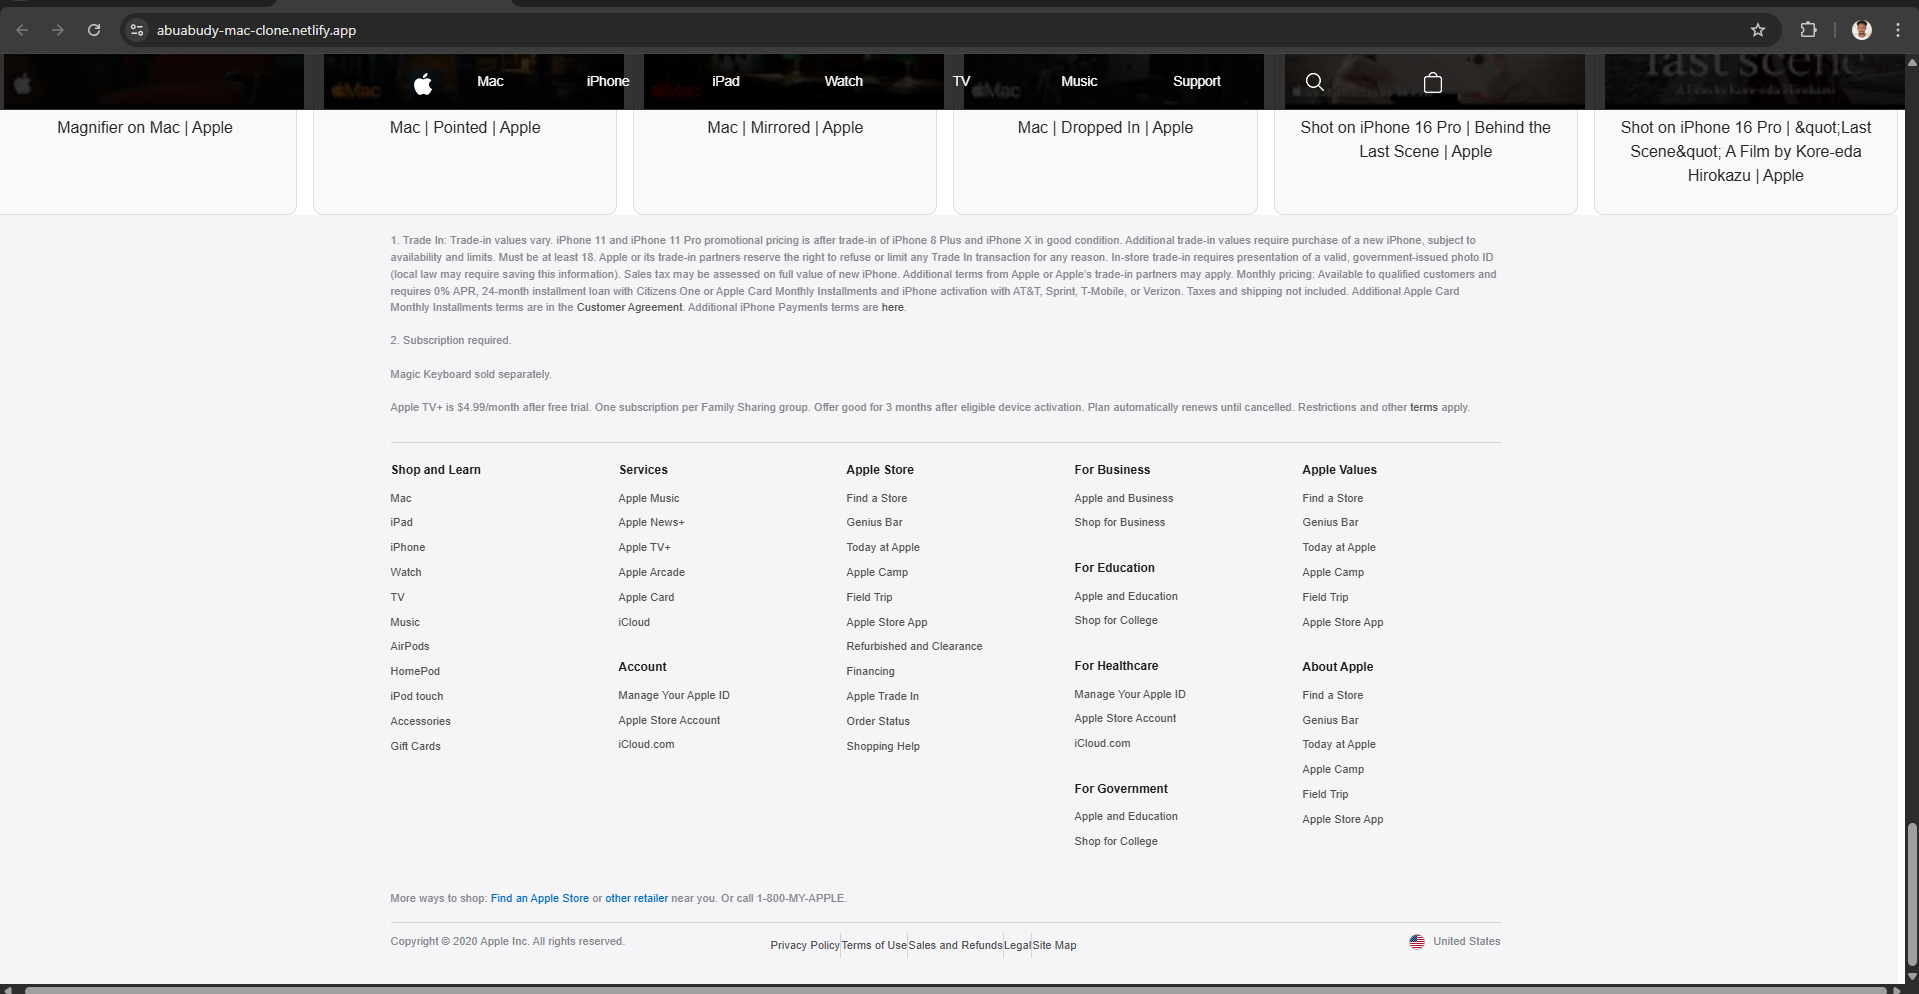 abuabudy-mac-clone.netlify.app
last scene
A Film by Kore-eda Hirokazu
Mac
Mac
Mac
Mac iPhone iPad Watch TV Music Support
Magnifier on Mac | Apple
Mac | Pointed | Apple
Mac | Mirrored | Apple
Mac | Dropped In | Apple
Shot on iPhone 16 Pro | Behind the
Last Scene | Apple
Shot on iPhone 16 Pro | &quot;Last
Scene&quot; A Film by Kore-eda
Hirokazu | Apple
1. Trade In: Trade-in values vary. iPhone 11 and iPhone 11 Pro promotional pricing is after trade-in of iPhone 8 Plus and iPhone X in good condition. Additional trade-in values require purchase of a new iPhone, subject to
availability and limits. Must be at least 18. Apple or its trade-in partners reserve the right to refuse or limit any Trade In transaction for any reason. In-store trade-in requires presentation of a valid, government-issued photo ID
(local law may require saving this information). Sales tax may be assessed on full value of new iPhone. Additional terms from Apple or Apple's trade-in partners may apply. Monthly pricing: Available to qualified customers and
requires 0% APR, 24-month installment loan with Citizens One or Apple Card Monthly Installments and iPhone activation with AT&T, Sprint, T-Mobile, or Verizon. Taxes and shipping not included. Additional Apple Card
Monthly Installments terms are in the Customer Agreement. Additional iPhone Payments terms are here.
2. Subscription required.
Magic Keyboard sold separately.
Apple TV+ is $4.99/month after free trial. One subscription per Family Sharing group. Offer good for 3 months after eligible device activation. Plan automatically renews until cancelled. Restrictions and other terms apply.
Shop and Learn
Mac
iPad
iPhone
Watch
TV
Music
AirPods
HomePod
iPod touch
Accessories
Gift Cards
Services
Apple Music
Apple News+
Apple TV+
Apple Arcade
Apple Card
iCloud
Account
Manage Your Apple ID
Apple Store Account
iCloud.com
Apple Store
Find a Store
Genius Bar
Today at Apple
Apple Camp
Field Trip
Apple Store App
Refurbished and Clearance
Financing
Apple Trade In
Order Status
Shopping Help
For Business
Apple and Business
Shop for Business
For Education
Apple and Education
Shop for College
For Healthcare
Manage Your Apple ID
Apple Store Account
iCloud.com
For Government
Apple and Education
Shop for College
Apple Values
Find a Store
Genius Bar
Today at Apple
Apple Camp
Field Trip
Apple Store App
About Apple
Find a Store
Genius Bar
Today at Apple
Apple Camp
Field Trip
Apple Store App
More ways to shop: Find an Apple Store or other retailer near you. Or call 1-800-MY-APPLE.
Copyright © 2020 Apple Inc. All rights reserved.
Privacy Policy Terms of Use Sales and Refunds Legal Site Map
United States